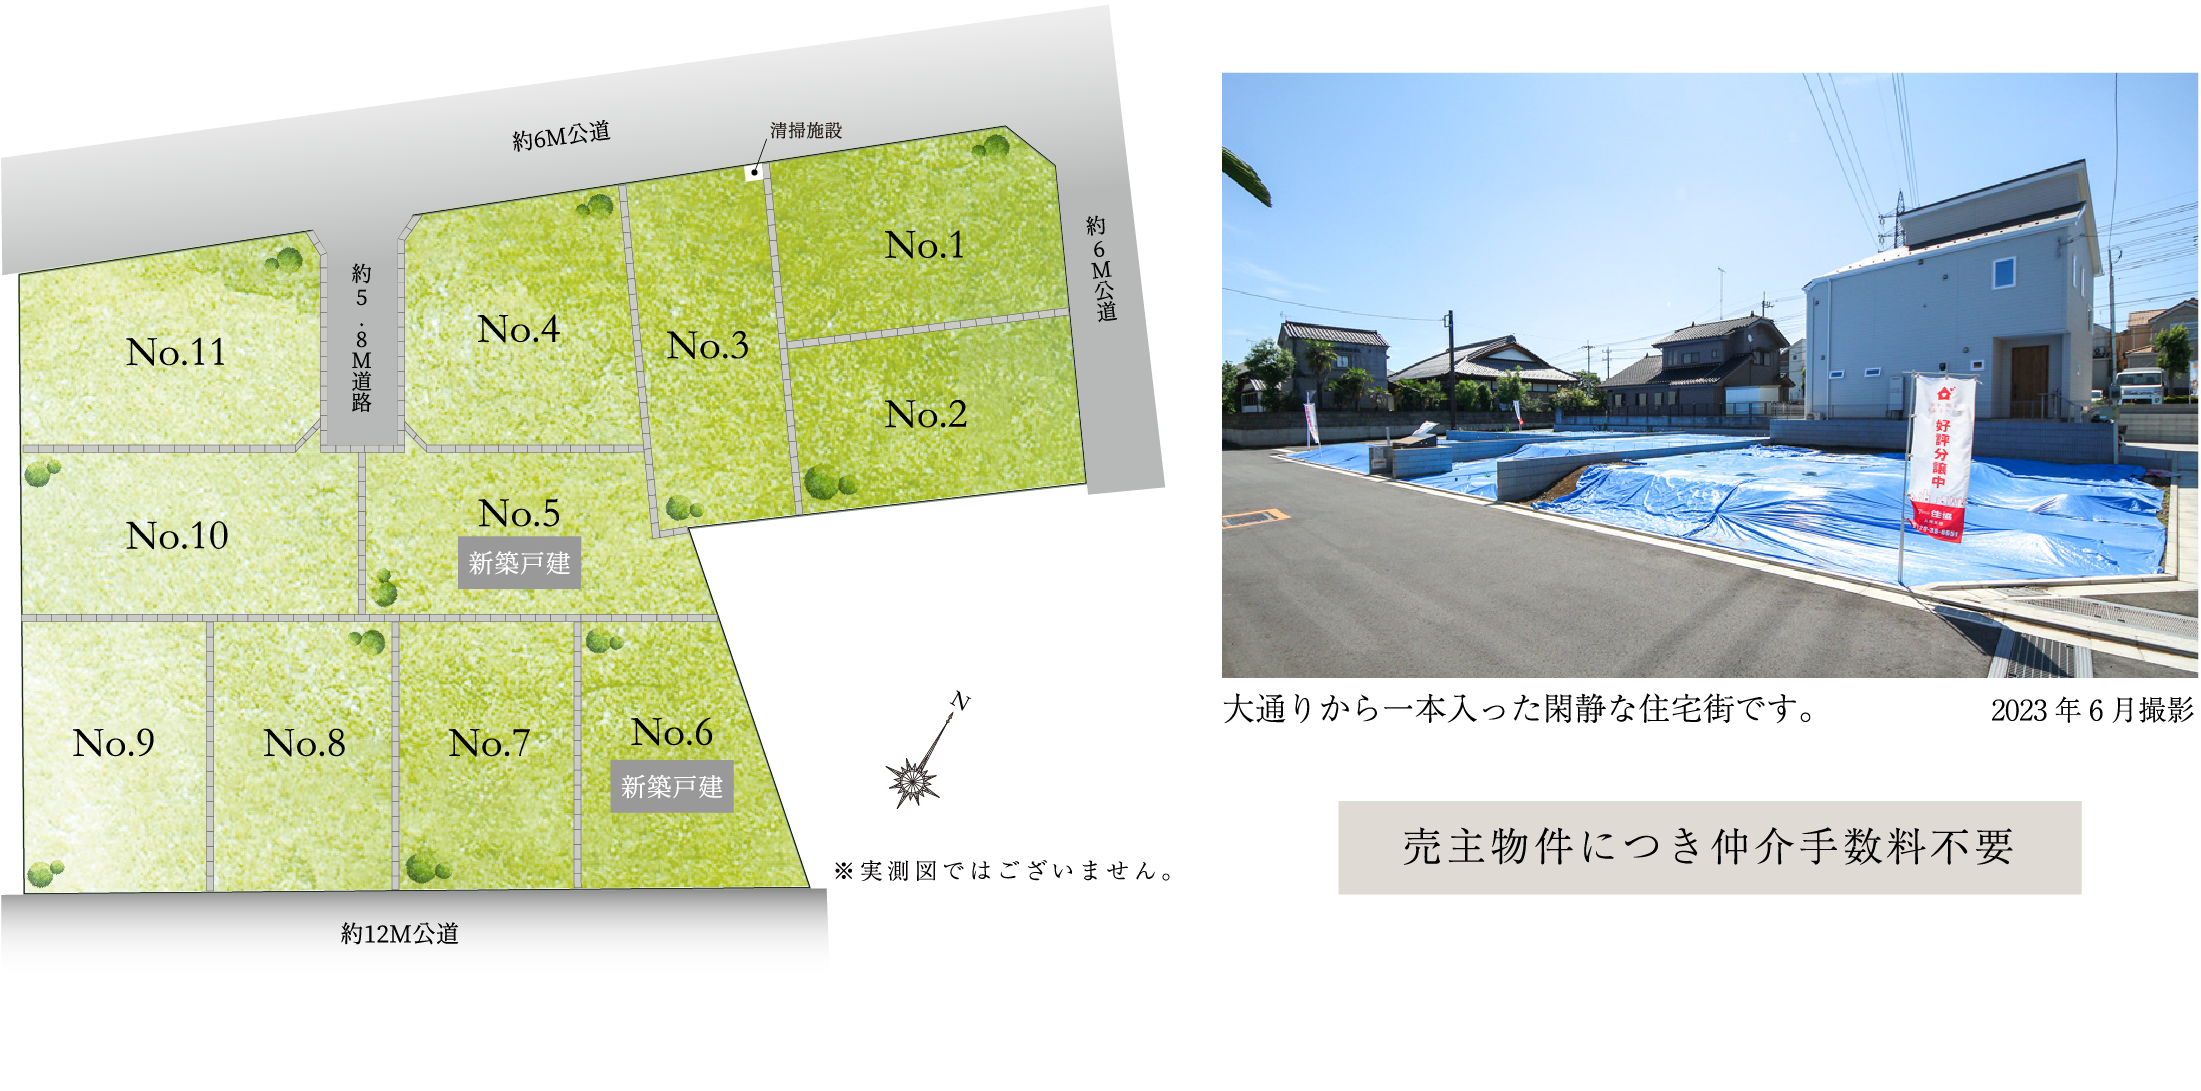 約6M公道
清掃施設
約6M公道
約5.8M道路
No.1
No.2
No.3
No.4
No.11
No.10
No.5
新築戸建
No.9
No.8
No.7
No.6
新築戸建
N
※実測図ではございません。
約12M公道
好評分譲中
住協
大通りから一本入った閑静な住宅街です。
2023年6月撮影
売主物件につき仲介手数料不要